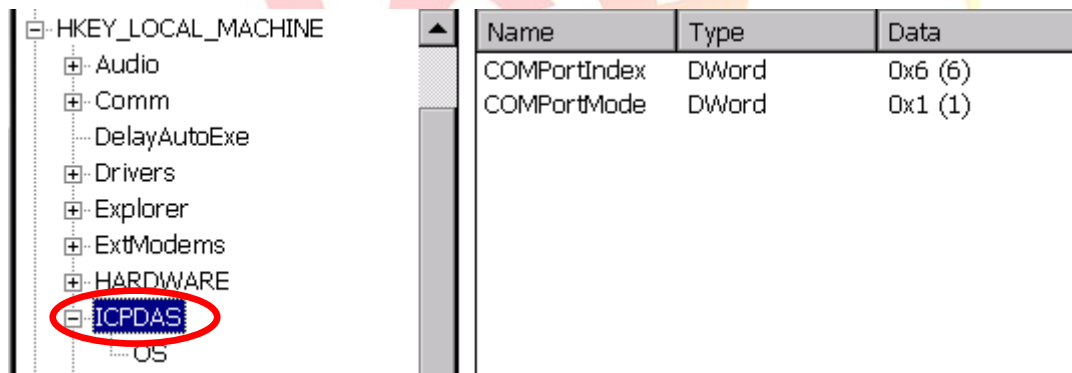 HKEY_LOCAL_MACHINE
Audio
Comm
DelayAutoExe
Drivers
Explorer
ExtModems
HARDWARE
ICPDAS
OS
Name Type Data
COMPortIndex DWord 0x6 (6)
COMPortMode DWord 0x1 (1)